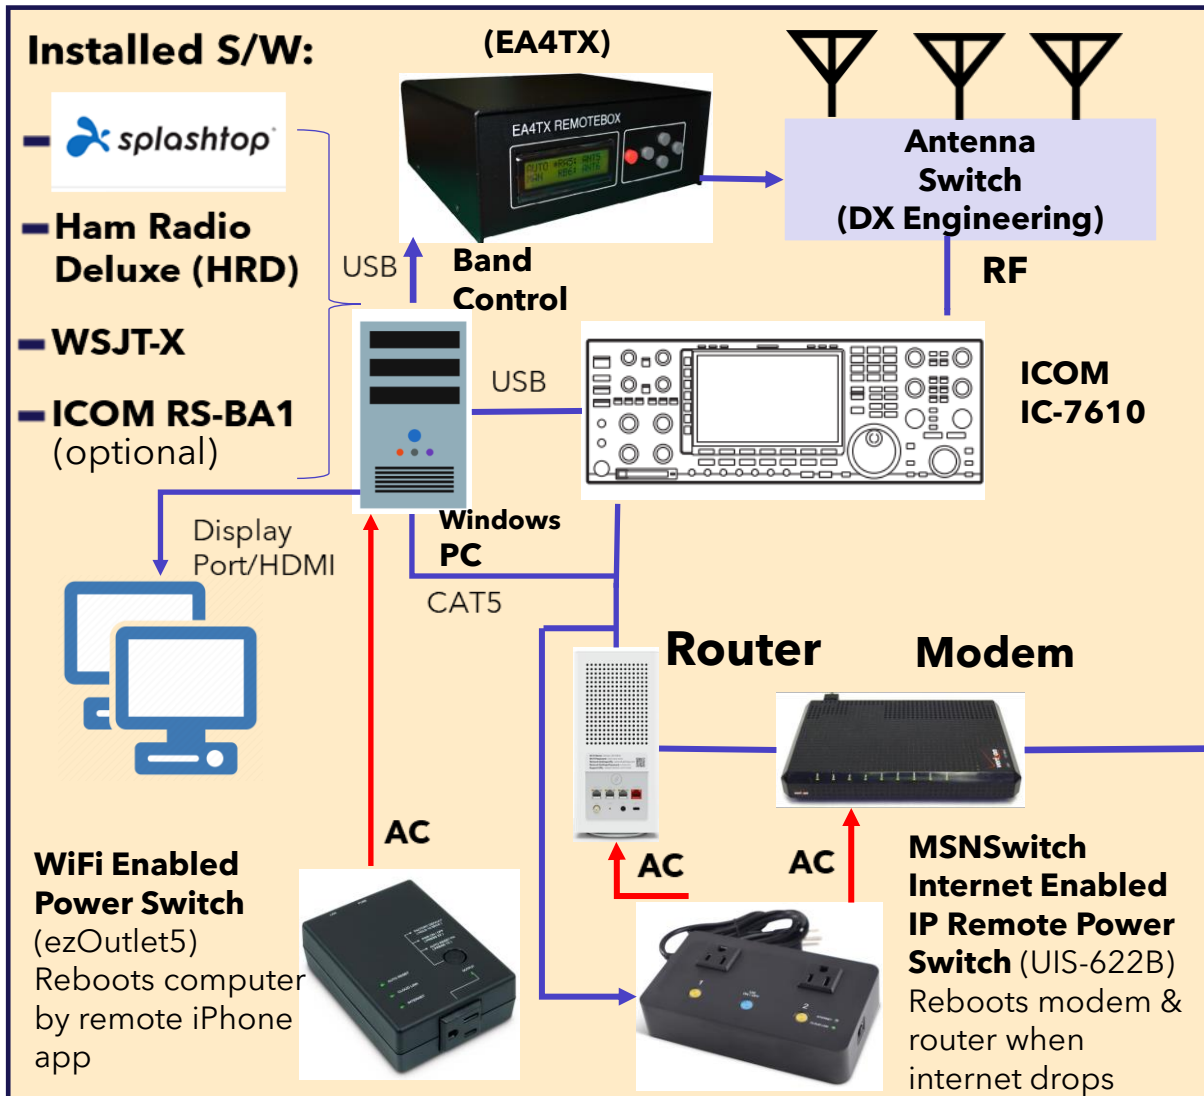 Installed S/W:
splashtop
Ham Radio
Deluxe (HRD)
WSJT-X
ICOM RS-BA1
(optional)
(EA4TX)
EA4TX REMOTEBOX
Antenna
Switch
(DX Engineering)
USB
Band
Control
RF
USB
ICOM
IC-7610
Display
Port/HDMI
Windows
PC
CAT5
Router
Modem
AC
AC
AC
WiFi Enabled
Power Switch
(ezOutlet5)
Reboots computer
by remote iPhone
app
1
2
MSNSwitch
Internet Enabled
IP Remote Power
Switch (UIS-622B)
Reboots modem &
router when
internet drops